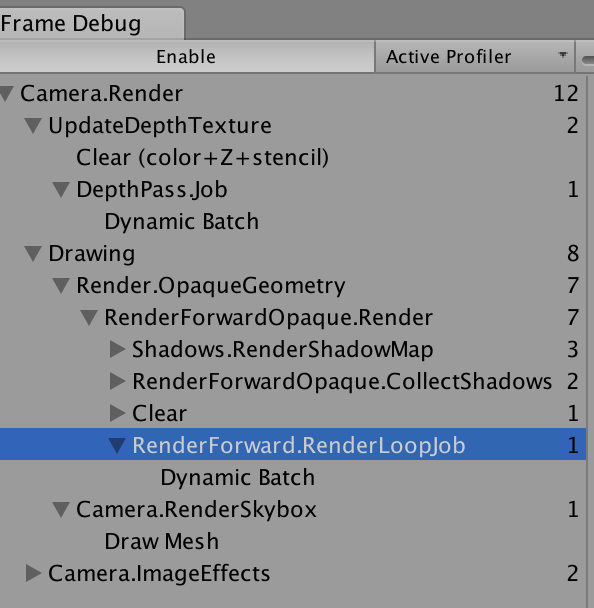 Frame Debug
Enable Active Profiler
Camera.Render 12
UpdateDepthTexture 2
Clear (color+Z+stencil)
DepthPass.Job 1
Dynamic Batch
Drawing 8
Render.OpaqueGeometry 7
RenderForwardOpaque.Render 7
Shadows.RenderShadowMap 3
RenderForwardOpaque.CollectShadows 2
Clear 1
RenderForward.RenderLoopJob 1
Dynamic Batch
Camera.RenderSkybox 1
Draw Mesh
Camera.ImageEffects 2